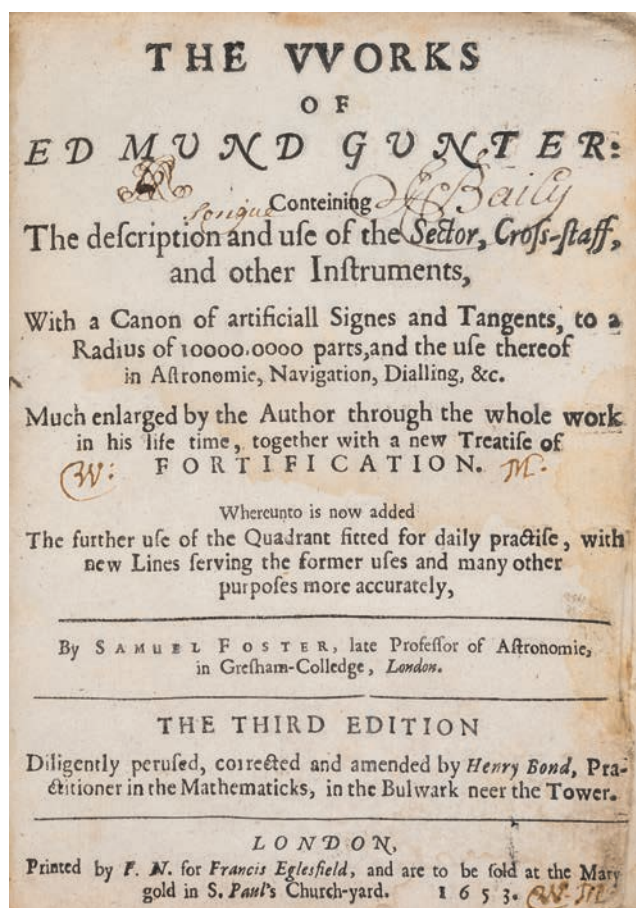 THE VVORKS
OF
EDMVND GVNTER:
Baily
Conteining
The deſcription and uſe of the Sector, Croſs-ſtaff,
and other Inſtruments,
With a Canon of artificiall Signes and Tangents, to a
Radius of 10000.0000 parts, and the uſe thereof
in Aſtronomie, Navigation, Dialling, &c.
Much enlarged by the Author through the whole work
in his life time, together with a new Treatiſe of
W: FORTIFICATION. M:
Whereunto is now added
The further uſe of the Quadrant fitted for daily practiſe, with
new Lines ſerving the former uſes and many other
purpoſes more accurately,
By SAMUEL FOSTER, late Profeſſor of Aſtronomie,
in Greſham-Colledge, London.
THE THIRD EDITION
Diligently peruſed, corrected and amended by Henry Bond, Pra-
ctitioner in the Mathematicks, in the Bulwark neer the Tower.
LONDON,
Printed by F. N. for Francis Eglesfield, and are to be ſold at the Mary
gold in S. Paul's Church-yard. 1653. W: M: